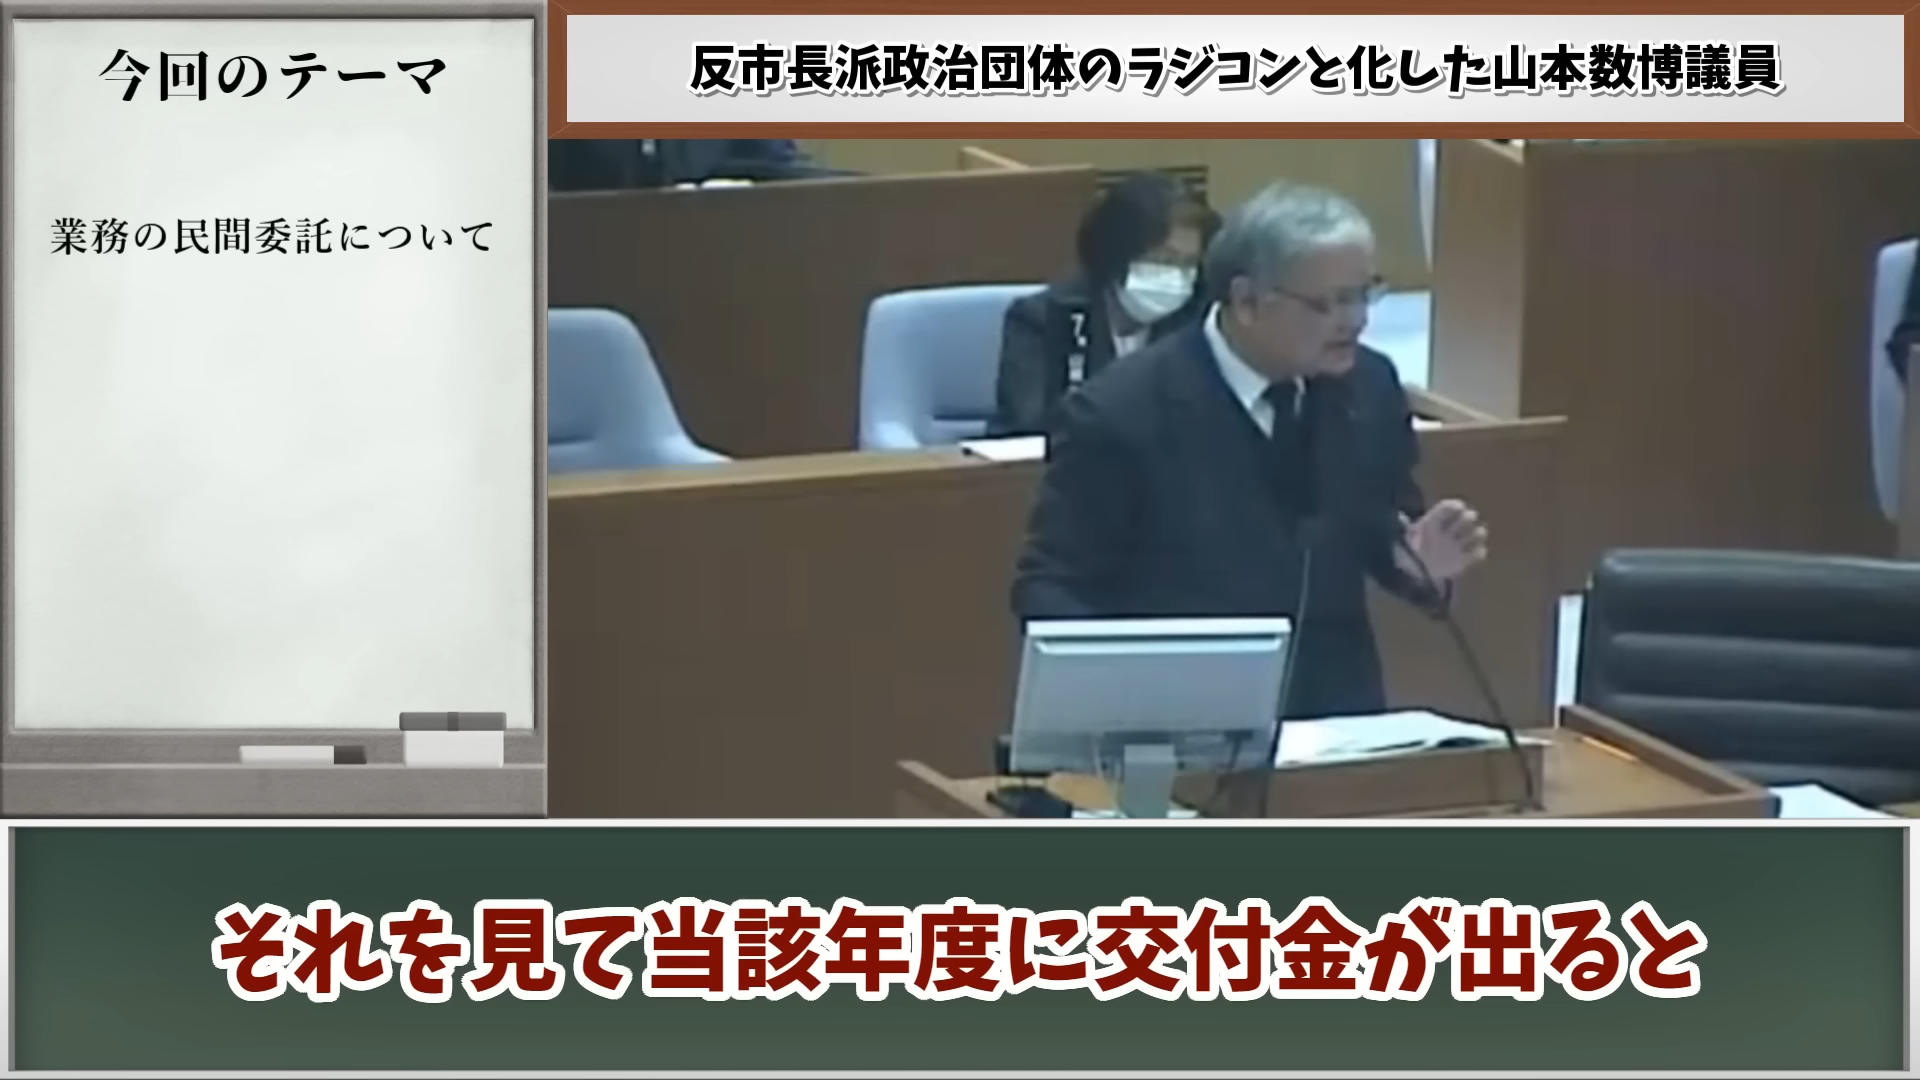 今回のテーマ
業務の民間委託について
反市長派政治団体のラジコンと化した山本数博議員
それを見て当該年度に交付金が出ると